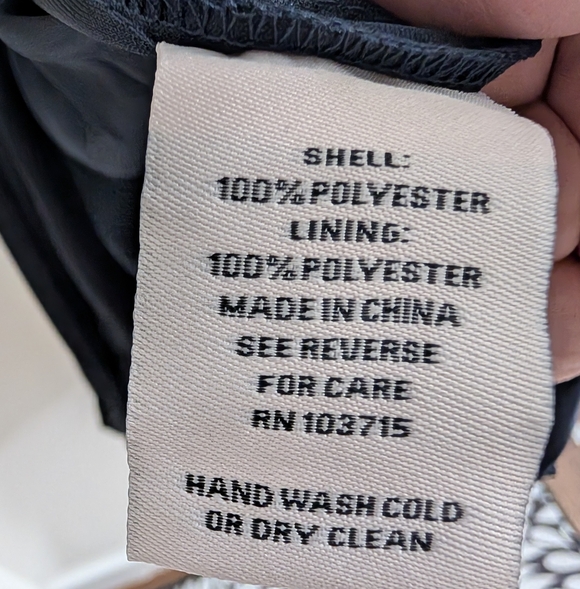 SHELL:
100% POLYESTER
LINING:
100% POLYESTER
MADE IN CHINA
SEE REVERSE
FOR CARE
RN 103715
HAND WASH COLD
OR DRY CLEAN